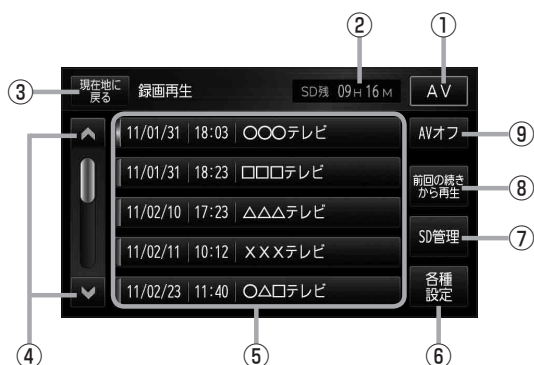 ② ①
③ 現在地に
戻る 録画再生 SD残 09H16M AV
11/01/31 18:03 ○○○テレビ AVオフ ⑨
11/01/31 18:23 □□□テレビ 前回の続き
から再生 ⑧
11/02/10 17:23 △△△テレビ
11/02/11 10:12 ×××テレビ SD管理 ⑦
11/02/23 11:40 ○△□テレビ 各種
設定
④ ⑤ ⑥